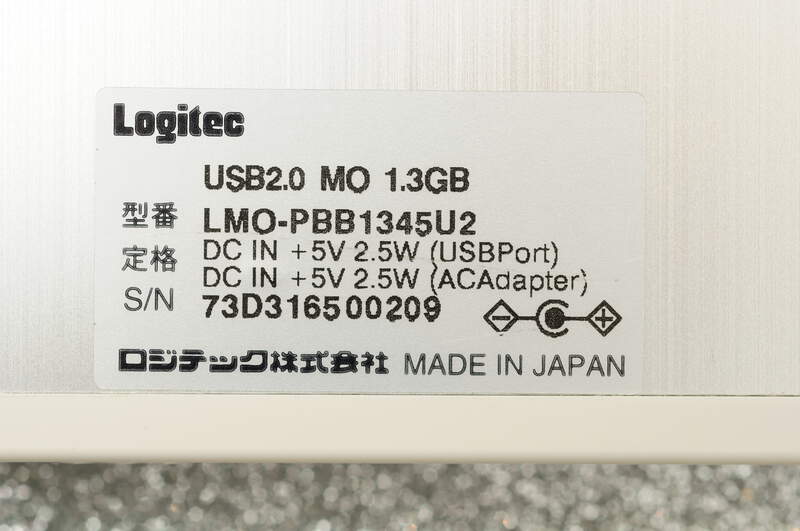 Logitec
USB2.0 MO 1.3GB
型番 LMO-PBB1345U2
定格 DC IN +5V 2.5W (USBPort)
DC IN +5V 2.5W (ACAdapter)
S/N 73D316500209
ロジテック株式会社 MADE IN JAPAN